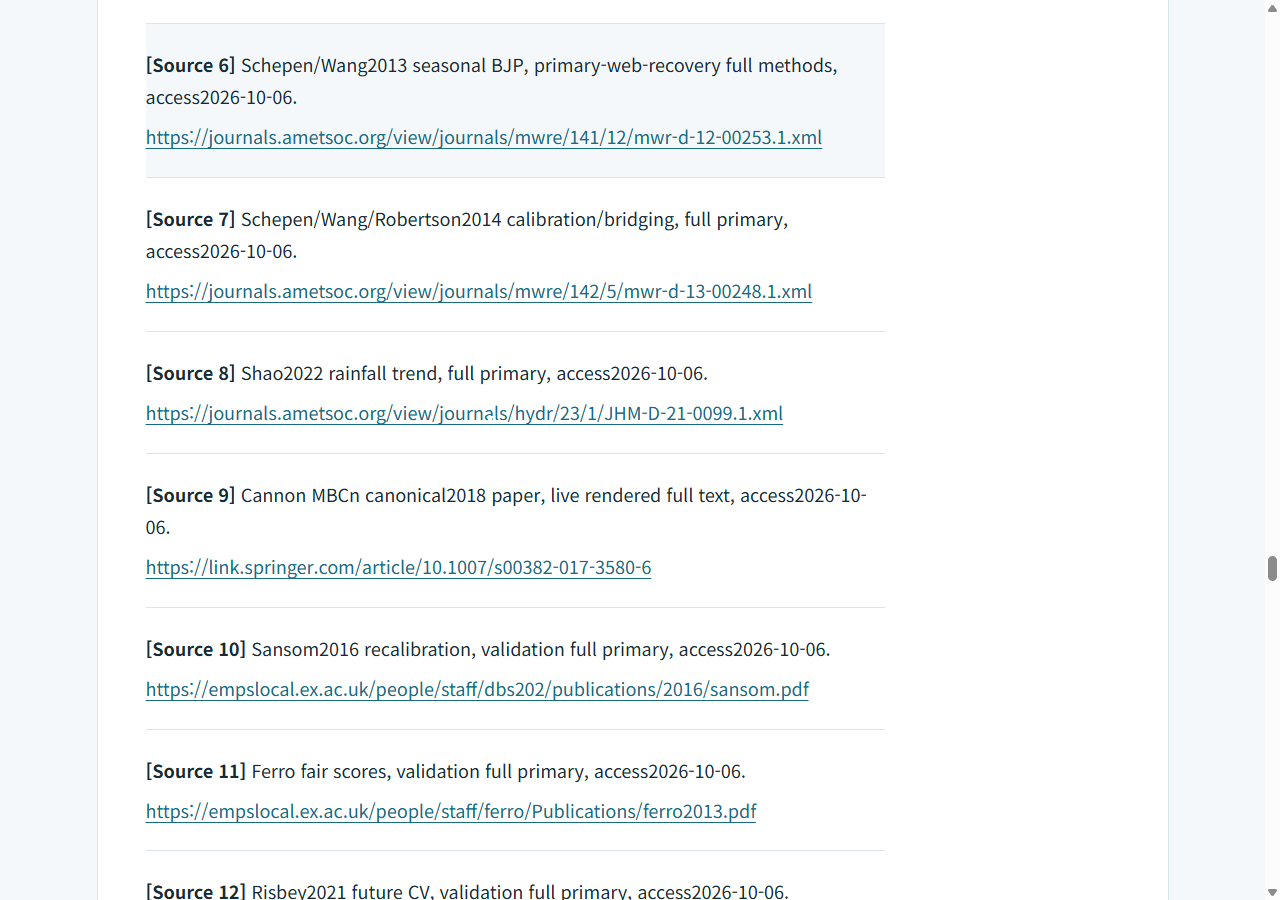 [Source 6] Schepen/Wang2013 seasonal BJP, primary-web-recovery full methods,
access2026-10-06.
https://journals.ametsoc.org/view/journals/mwre/141/12/mwr-d-12-00253.1.xml
[Source 7] Schepen/Wang/Robertson2014 calibration/bridging, full primary,
access2026-10-06.
https://journals.ametsoc.org/view/journals/mwre/142/5/mwr-d-13-00248.1.xml
[Source 8] Shao2022 rainfall trend, full primary, access2026-10-06.
https://journals.ametsoc.org/view/journals/hydr/23/1/JHM-D-21-0099.1.xml
[Source 9] Cannon MBCn canonical2018 paper, live rendered full text, access2026-10-
06.
https://link.springer.com/article/10.1007/s00382-017-3580-6
[Source 10] Sansom2016 recalibration, validation full primary, access2026-10-06.
https://empslocal.ex.ac.uk/people/staff/dbs202/publications/2016/sansom.pdf
[Source 11] Ferro fair scores, validation full primary, access2026-10-06.
https://empslocal.ex.ac.uk/people/staff/ferro/Publications/ferro2013.pdf
[Source 12] Risbey2021 future CV, validation full primary, access2026-10-06.